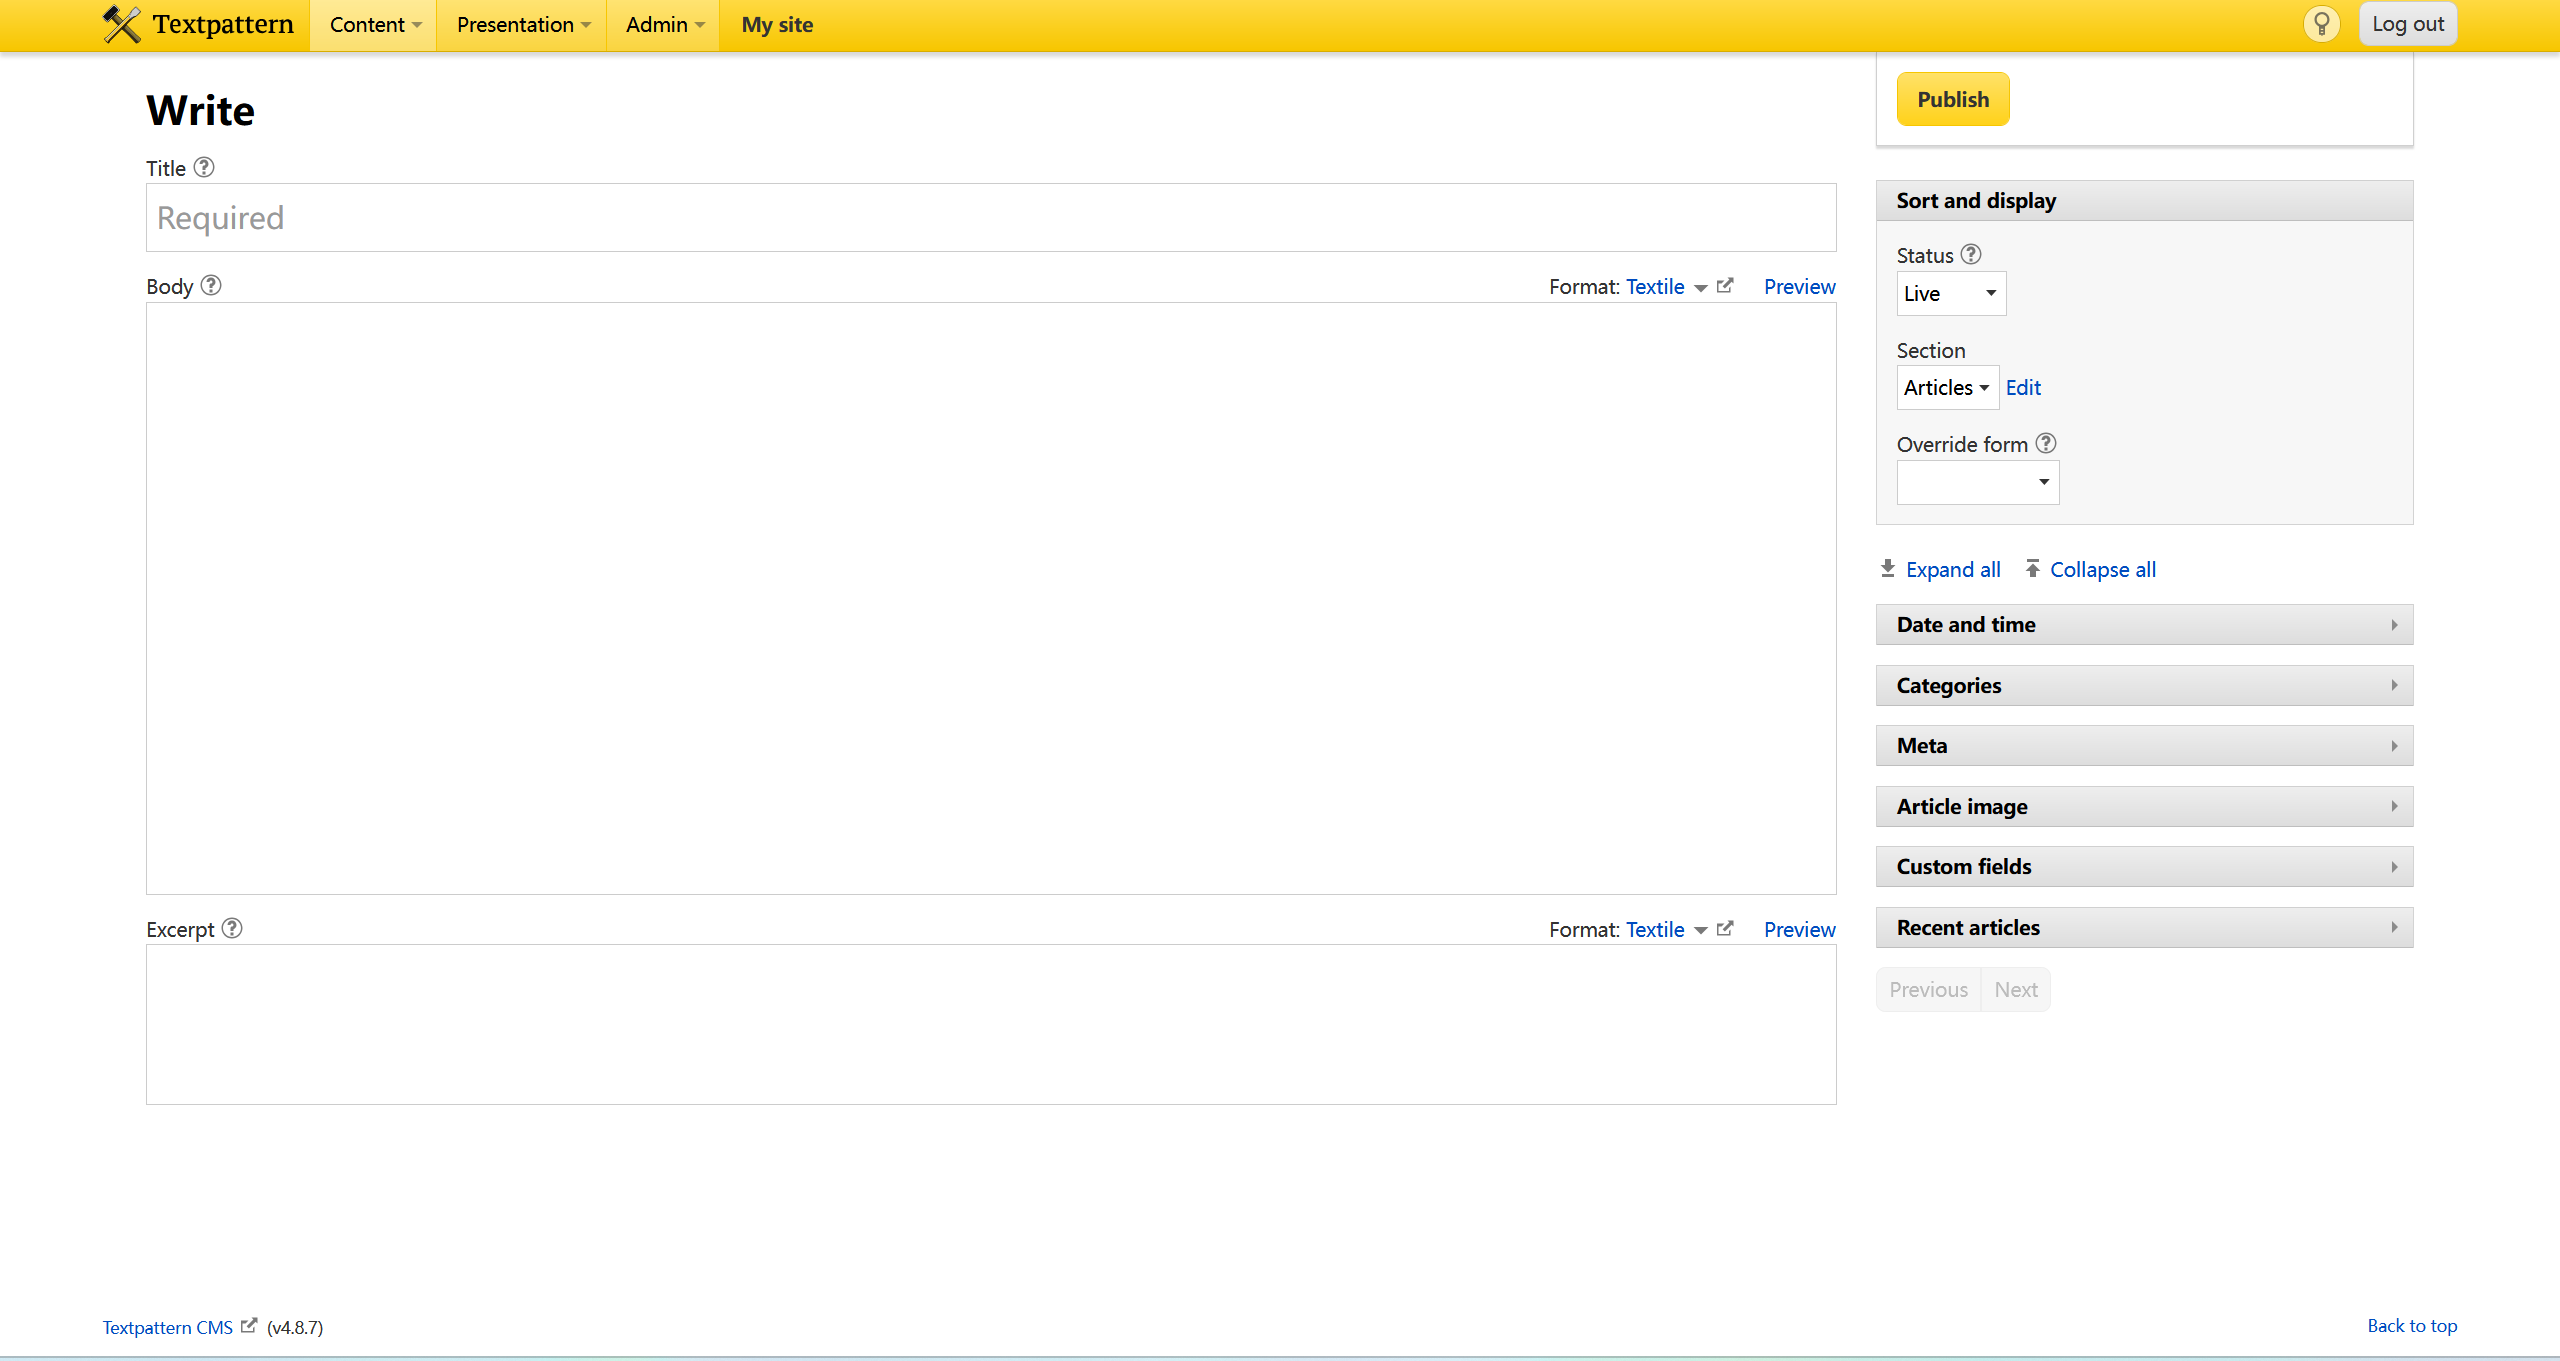 Textpattern Content Presentation Admin My site Log out
Write
Title
Required
Body Format: Textile Preview
Excerpt Format: Textile Preview
Publish
Sort and display
Status
Live
Section
Articles Edit
Override form
Expand all Collapse all
Date and time
Categories
Meta
Article image
Custom fields
Recent articles
Previous Next
Textpattern CMS (v4.8.7) Back to top